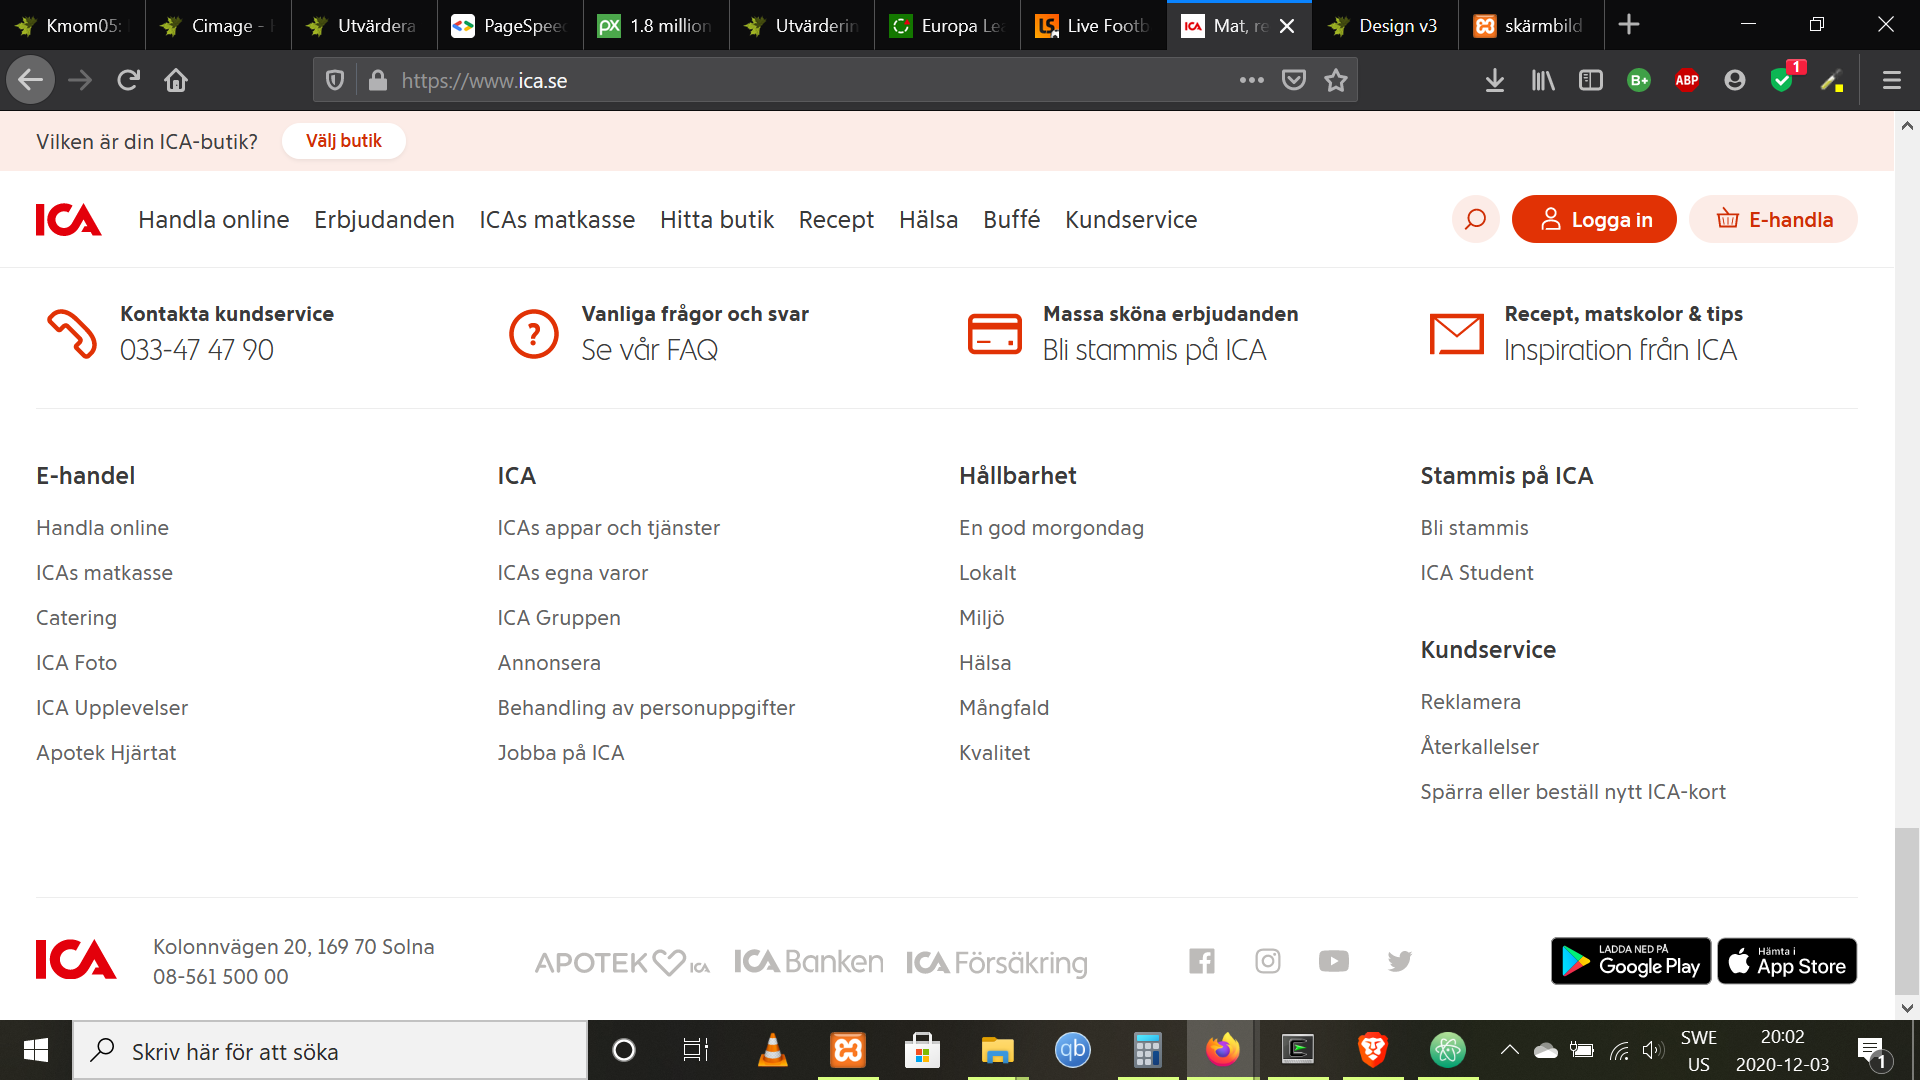 Kmom05:
Cimage -
Utvärdera
PageSpeed
1.8 million
Utvärderin
Europa Lea
Live Footb
Mat, re
Design v3
skärmbild
https://www.ica.se
B+
ABP
1
Vilken är din ICA-butik?
Välj butik
ICA
Handla online
Erbjudanden
ICAs matkasse
Hitta butik
Recept
Hälsa
Buffé
Kundservice
Logga in
E-handla
Kontakta kundservice
033-47 47 90
Vanliga frågor och svar
Se vår FAQ
Massa sköna erbjudanden
Bli stammis på ICA
Recept, matskolor & tips
Inspiration från ICA
E-handel
Handla online
ICAs matkasse
Catering
ICA Foto
ICA Upplevelser
Apotek Hjärtat
ICA
ICAs appar och tjänster
ICAs egna varor
ICA Gruppen
Annonsera
Behandling av personuppgifter
Jobba på ICA
Hållbarhet
En god morgondag
Lokalt
Miljö
Hälsa
Mångfald
Kvalitet
Stammis på ICA
Bli stammis
ICA Student
Kundservice
Reklamera
Återkallelser
Spärra eller beställ nytt ICA-kort
ICA
Kolonnvägen 20, 169 70 Solna
08-561 500 00
APOTEK ICA
ICA Banken
ICA Försäkring
LADDA NED PÅ
Google Play
Hämta i
App Store
Skriv här för att söka
qb
SWE
US
20:02
2020-12-03
1